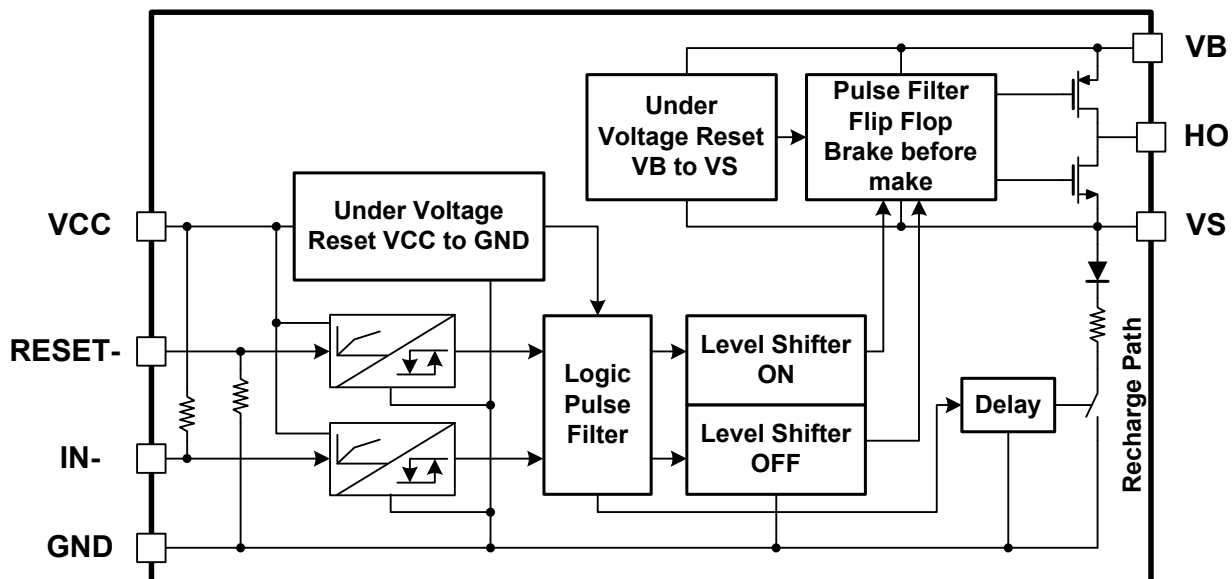 VB
Under
Voltage Reset
VB to VS
Pulse Filter
Flip Flop
Brake before
make
HO
VCC
Under Voltage
Reset VCC to GND
VS
RESET-
Logic
Pulse
Filter
Level Shifter
ON
Level Shifter
OFF
Delay
Recharge Path
IN-
GND